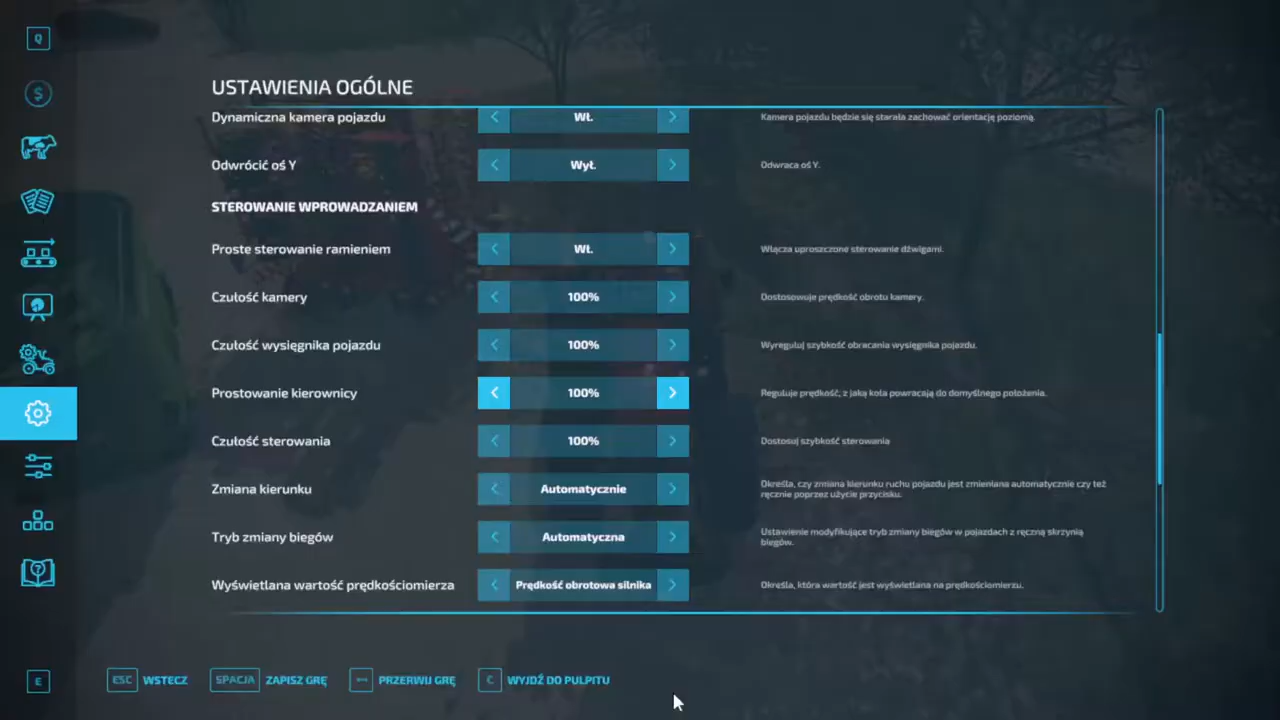 Q
USTAWIENIA OGÓLNE
Dynamiczna kamera pojazdu Wł. Kamera pojazdu będzie się starała zachować orientację poziomą.
Odwrócić oś Y Wył. Odwraca oś Y.
STEROWANIE WPROWADZANIEM
Proste sterowanie ramieniem Wł. Włącza uproszczone sterowanie dźwigami.
Czułość kamery 100% Dostosowuje prędkość obrotu kamery.
Czułość wysięgnika pojazdu 100% Wyreguluj szybkość obracania wysięgnika pojazdu.
Prostowanie kierownicy 100% Reguluje prędkość, z jaką koła powracają do domyślnego położenia.
Czułość sterowania 100% Dostosuj szybkość sterowania
Zmiana kierunku Automatycznie Określa, czy zmiana kierunku ruchu pojazdu jest zmieniana automatycznie czy też
ręcznie poprzez użycie przycisku.
Tryb zmiany biegów Automatyczna Ustawienie modyfikujące tryb zmiany biegów w pojazdach z ręczną skrzynią
biegów.
Wyświetlana wartość prędkościomierza Prędkość obrotowa silnika Określa, która wartość jest wyświetlana na prędkościomierzu.
E ESC WSTECZ SPACJA ZAPISZ GRĘ PRZERWIJ GRĘ C WYJDŹ DO PULPITU